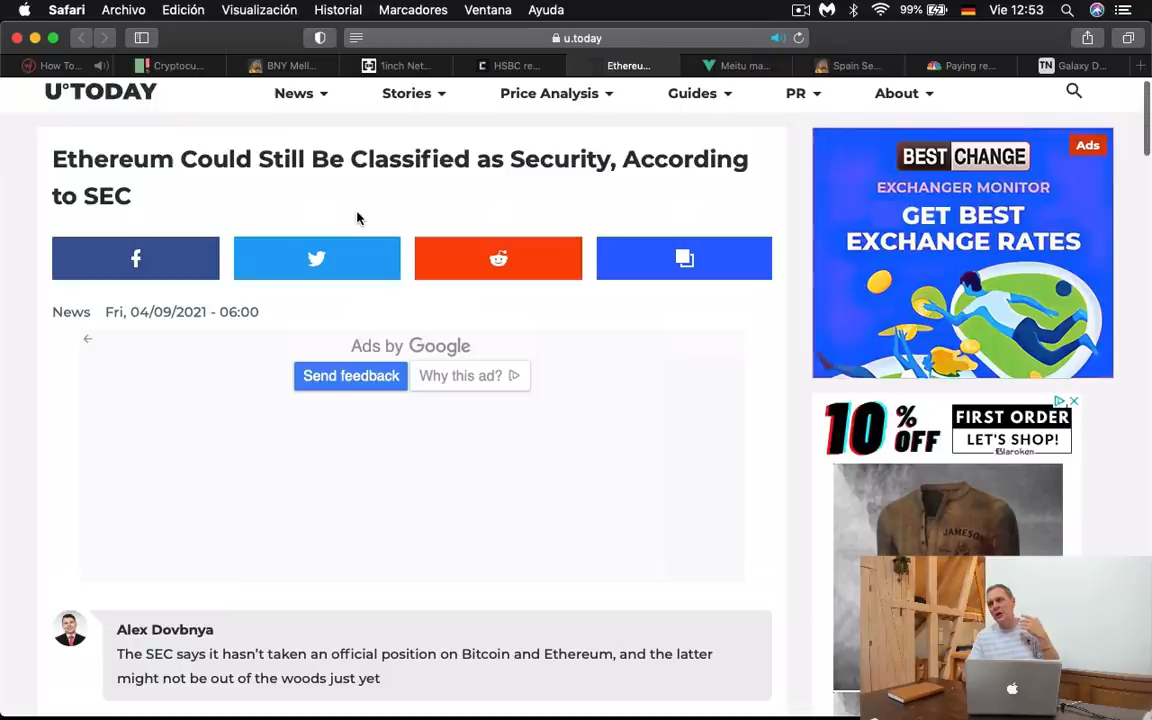 Safari Archivo Edición Visualización Historial Marcadores Ventana Ayuda 99% Vie 12:53
u.today
How To... Cryptocu... BNY Mell... 1inch Net... HSBC re... Ethereu... Meitu ma... Spain Se... Paying re... TN Galaxy D...
U°TODAY News Stories Price Analysis Guides PR About
Ethereum Could Still Be Classified as Security, According
to SEC
News Fri, 04/09/2021 - 06:00
Ads by Google
Send feedback Why this ad?
Alex Dovbnya
The SEC says it hasn't taken an official position on Bitcoin and Ethereum, and the latter
might not be out of the woods just yet
Ads
BEST CHANGE
EXCHANGER MONITOR
GET BEST
EXCHANGE RATES
10 % OFF
FIRST ORDER
LET'S SHOP!
Blaroken
JAMESON